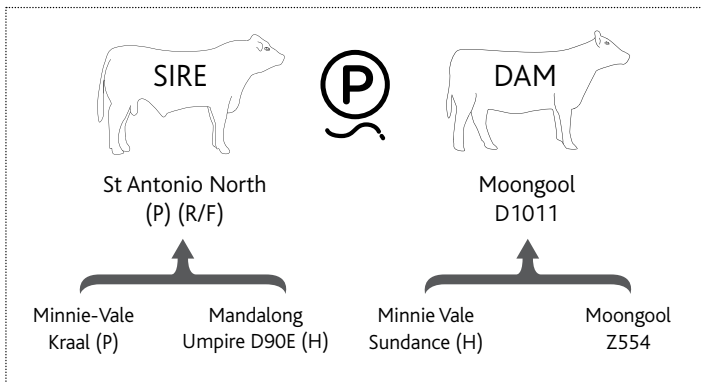 SIRE
P
DAM
St Antonio North
(P) (R/F)
Moongool
D1011
Minnie-Vale
Kraal (P)
Mandalong
Umpire D90E (H)
Minnie Vale
Sundance (H)
Moongool
Z554